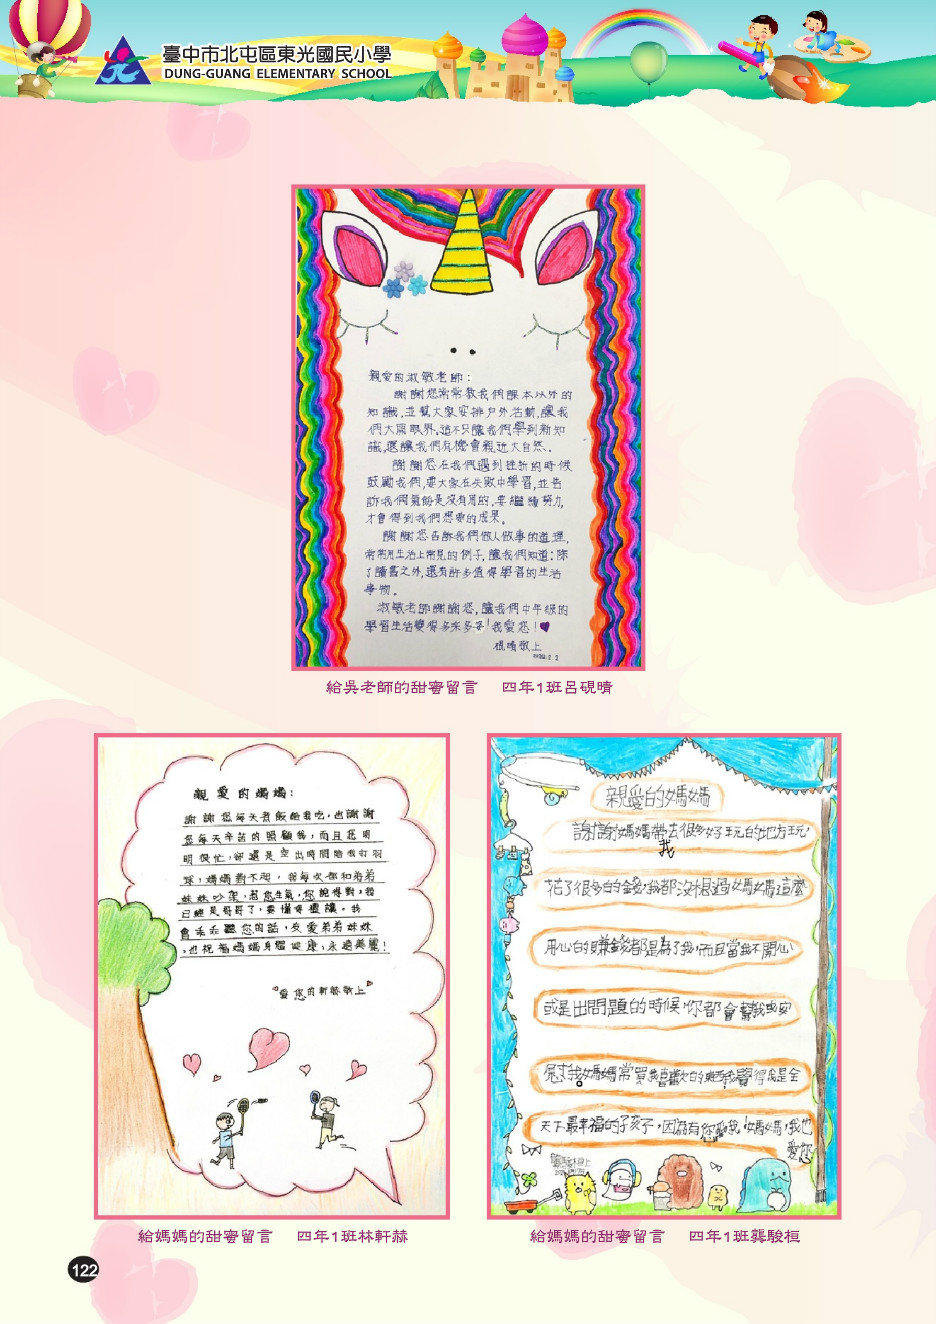 臺中市北屯區東光國民小學
DUNG-GUANG ELEMENTARY SCHOOL
親愛的淑敏老師：
謝謝您常常教我們課本以外的
知識,並幫大家安排戶外活動,讓我
們大開眼界,這不只讓我們學到新知
識,還讓我們有機會親近大自然。
謝謝您在我們遇到挫折的時候
鼓勵我們,要大家在失敗中學習,並告
訴我們氣餒是沒有用的,要繼續努力,
才會得到我們想要的成果。
謝謝您告訴我們做人做事的道理,
常常用生活上常見的例子,讓我們知道:除
了讀書之外,還有許多值得學習的生活
事物。
淑敏老師謝謝您,讓我們中年級的
學習生活變得多采多姿!我愛您!
硯晴敬上
給吳老師的甜蜜留言 四年1班呂硯晴
親愛的媽媽:
謝謝您每天煮飯給我吃,也謝謝
您每天辛苦的照顧我,而且您明
明很忙,卻還是空出時間陪我打羽
球,媽媽對不起,我每次都和弟弟
妹妹吵架,惹您生氣,您說得對,我
已經是哥哥了,要懂得禮讓。我
會乖乖聽您的話,友愛弟弟妹妹
,也祝福媽媽身體健康,永遠美麗!
愛您的軒赫敬上
親愛的媽媽
謝謝媽媽帶我去很多好玩的地方玩,
花了很多的錢,我都沒想過媽媽這麼
用心的賺錢都是為了我,而且當我不開心
或是出問題的時候,你都會幫我或安
慰我。媽媽常買我喜歡的東西,我覺得我是全
天下最幸福的孩子,因為有您愛我,媽媽,我也
愛您
給媽媽的甜蜜留言 四年1班林軒赫
給媽媽的甜蜜留言 四年1班龔駿桓
122